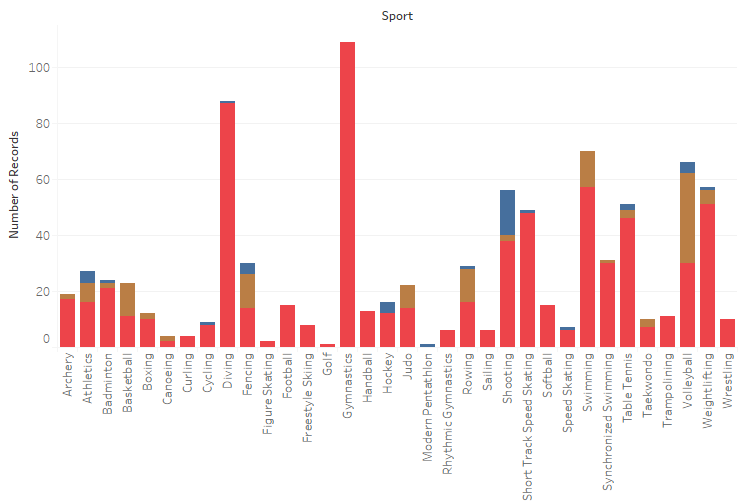 Sport
Number of Records
100
80
60
40
20
0
Archery
Athletics
Badminton
Basketball
Boxing
Canoeing
Curling
Cycling
Diving
Fencing
Figure Skating
Football
Freestyle Skiing
Golf
Gymnastics
Handball
Hockey
Judo
Modern Pentathlon
Rhythmic Gymnastics
Rowing
Sailing
Shooting
Short Track Speed Skating
Softball
Speed Skating
Swimming
Synchronized Swimming
Table Tennis
Taekwondo
Trampolining
Volleyball
Weightlifting
Wrestling